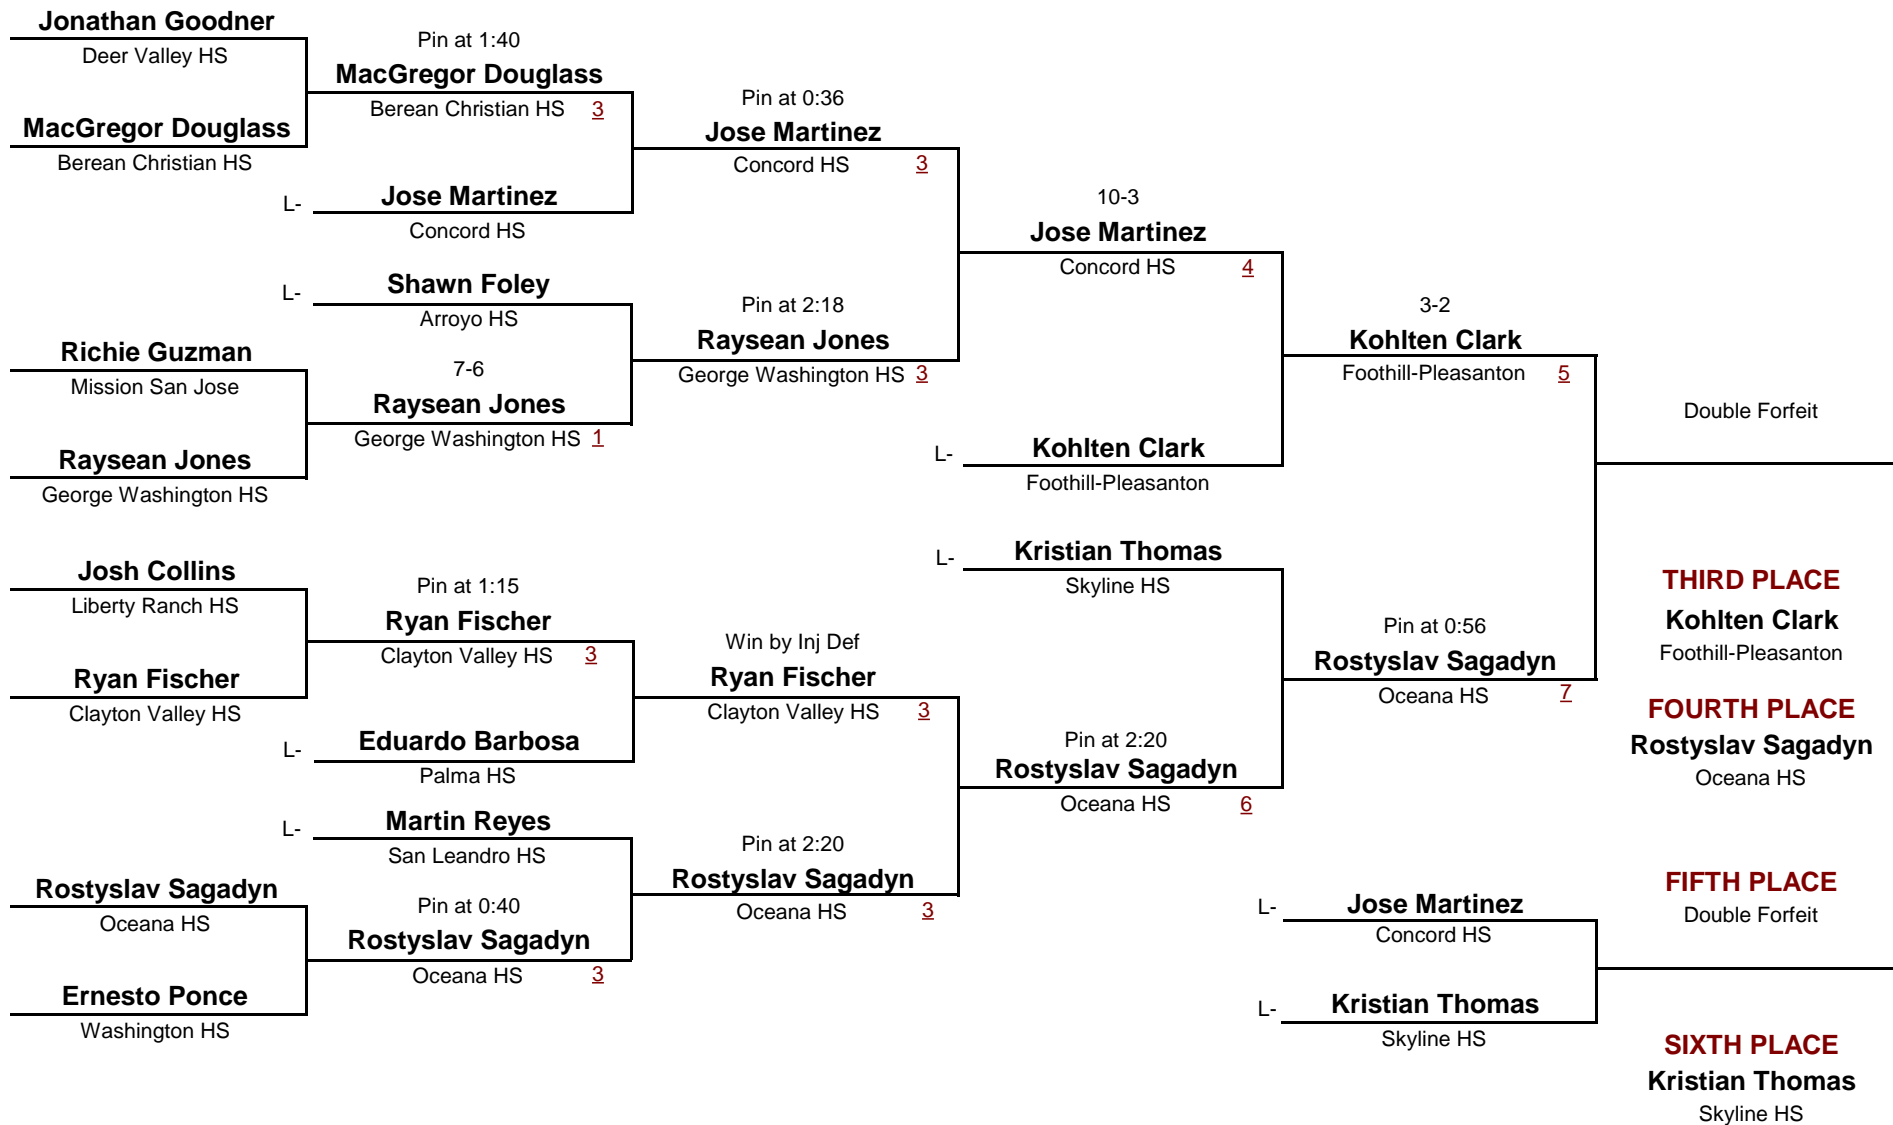 Jonathan Goodner
Deer Valley HS
MacGregor Douglass
Berean Christian HS
Richie Guzman
Mission San Jose
Raysean Jones
George Washington HS
Josh Collins
Liberty Ranch HS
Ryan Fischer
Clayton Valley HS
Rostyslav Sagadyn
Oceana HS
Ernesto Ponce
Washington HS
Pin at 1:40
MacGregor Douglass
Berean Christian HS 3
L- Jose Martinez
Concord HS
L- Shawn Foley
Arroyo HS
7-6
Raysean Jones
George Washington HS 1
Pin at 1:15
Ryan Fischer
Clayton Valley HS 3
L- Eduardo Barbosa
Palma HS
L- Martin Reyes
San Leandro HS
Pin at 0:40
Rostyslav Sagadyn
Oceana HS 3
Pin at 0:36
Jose Martinez
Concord HS 3
Pin at 2:18
Raysean Jones
George Washington HS 3
Win by Inj Def
Ryan Fischer
Clayton Valley HS 3
Pin at 2:20
Rostyslav Sagadyn
Oceana HS 3
10-3
Jose Martinez
Concord HS 4
L- Kohlten Clark
Foothill-Pleasanton
L- Kristian Thomas
Skyline HS
Pin at 2:20
Rostyslav Sagadyn
Oceana HS 6
3-2
Kohlten Clark
Foothill-Pleasanton 5
Pin at 0:56
Rostyslav Sagadyn
Oceana HS 7
L- Jose Martinez
Concord HS
L- Kristian Thomas
Skyline HS
Double Forfeit
THIRD PLACE
Kohlten Clark
Foothill-Pleasanton
FOURTH PLACE
Rostyslav Sagadyn
Oceana HS
FIFTH PLACE
Double Forfeit
SIXTH PLACE
Kristian Thomas
Skyline HS